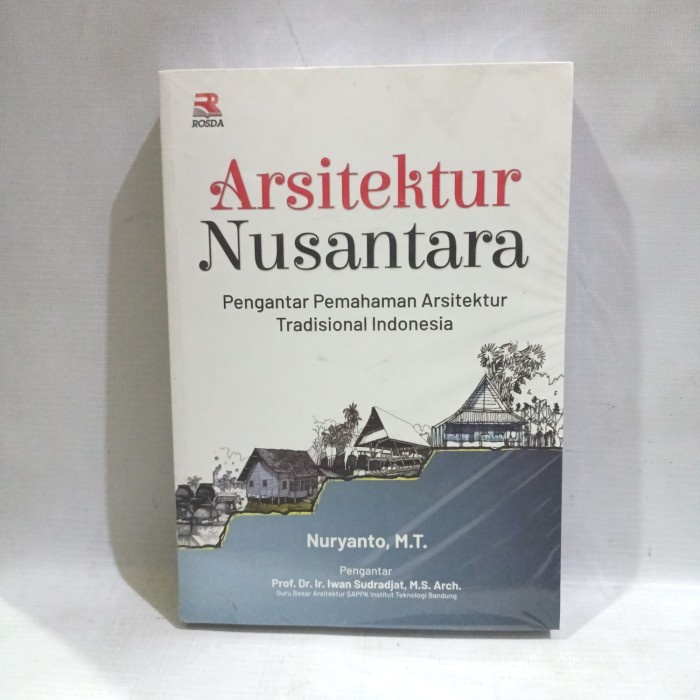 ROSDA
Arsitektur
Nusantara
Pengantar Pemahaman Arsitektur
Tradisional Indonesia
Nuryanto, M.T.
Pengantar
Prof. Dr. Ir. Iwan Sudradjat, M.S. Arch.
Guru Besar Arsitektur SAPPK Institut Teknologi Bandung